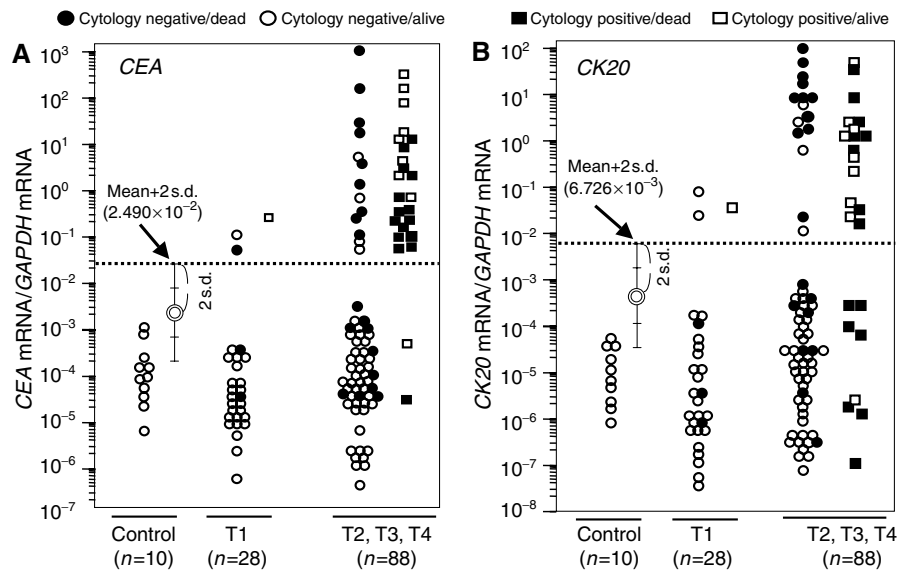 Cytology negative/dead Cytology negative/alive Cytology positive/dead Cytology positive/alive
A
CEA
CEA mRNA/GAPDH mRNA
10³
10²
10¹
10⁰
10⁻¹
10⁻²
10⁻³
10⁻⁴
10⁻⁵
10⁻⁶
10⁻⁷
Mean+2 s.d.
(2.490×10⁻²)
2 s.d.
Control
(n=10)
T1
(n=28)
T2, T3, T4
(n=88)
B
CK20
CK20 mRNA/GAPDH mRNA
10²
10¹
10⁰
10⁻¹
10⁻²
10⁻³
10⁻⁴
10⁻⁵
10⁻⁶
10⁻⁷
10⁻⁸
Mean+2 s.d.
(6.726×10⁻³)
2 s.d.
Control
(n=10)
T1
(n=28)
T2, T3, T4
(n=88)